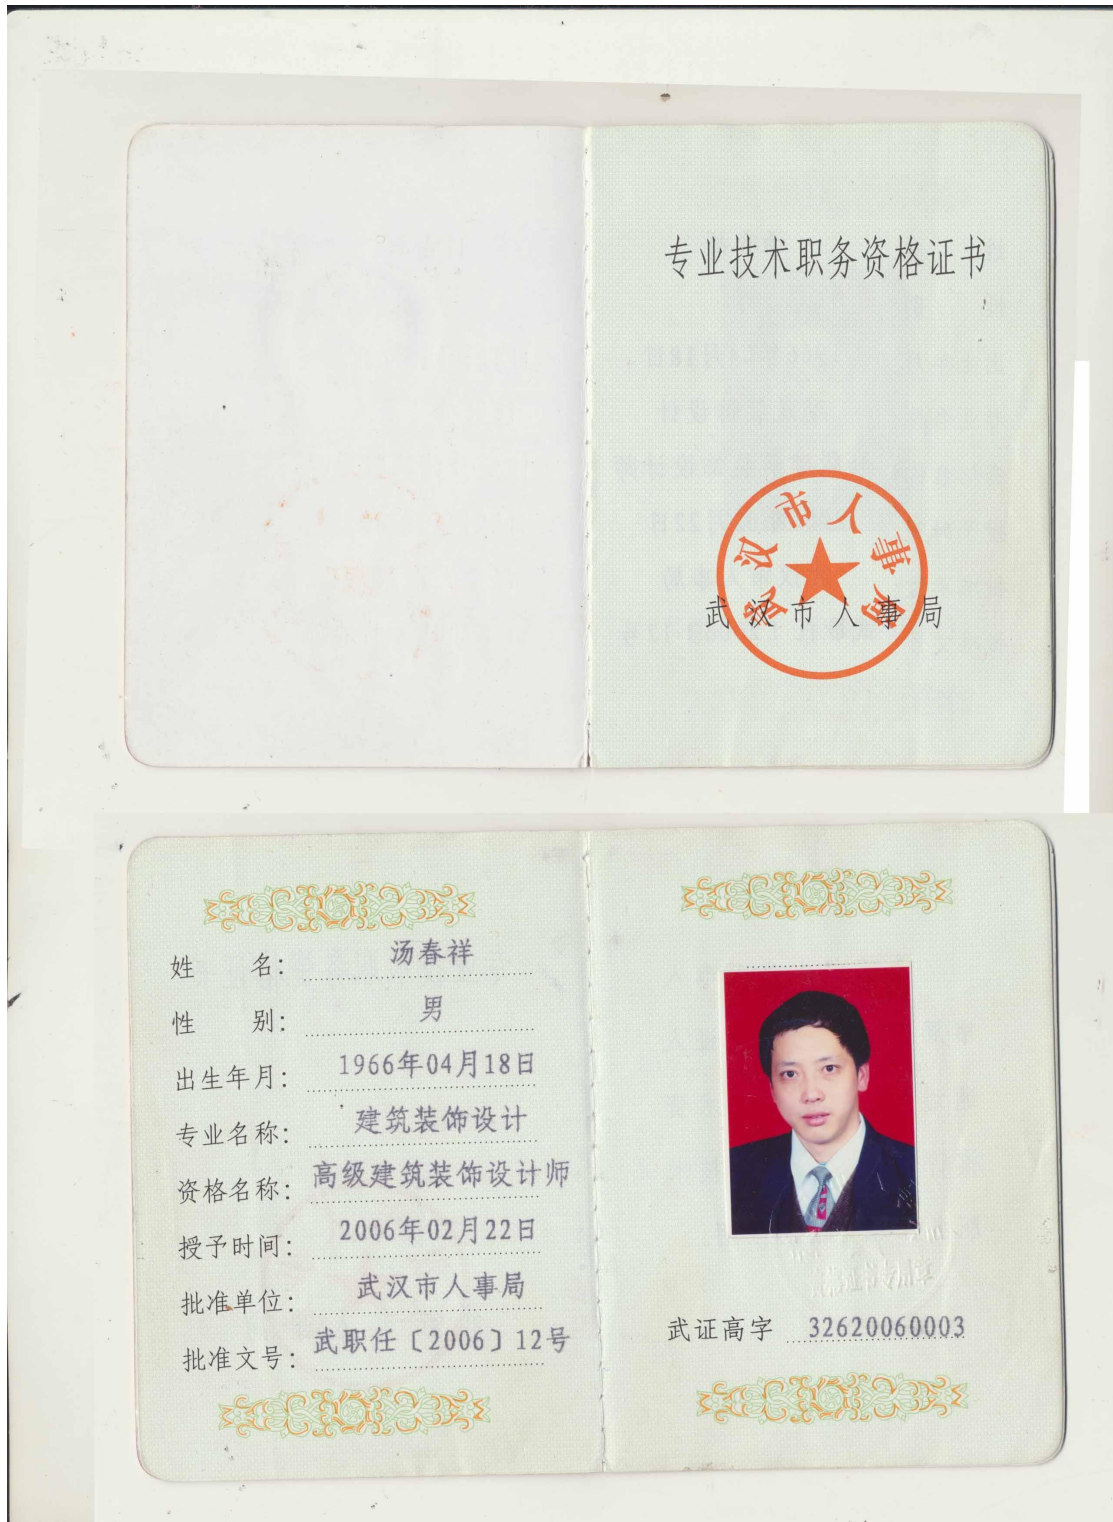 专业技术职务资格证书
武汉市人事局
武汉市人事局
姓 名： 汤春祥
性 别： 男
出生年月： 1966年04月18日
专业名称： 建筑装饰设计
资格名称： 高级建筑装饰设计师
授予时间： 2006年02月22日
批准单位： 武汉市人事局
批准文号： 武职任〔2006〕12号
武证高字 32620060003